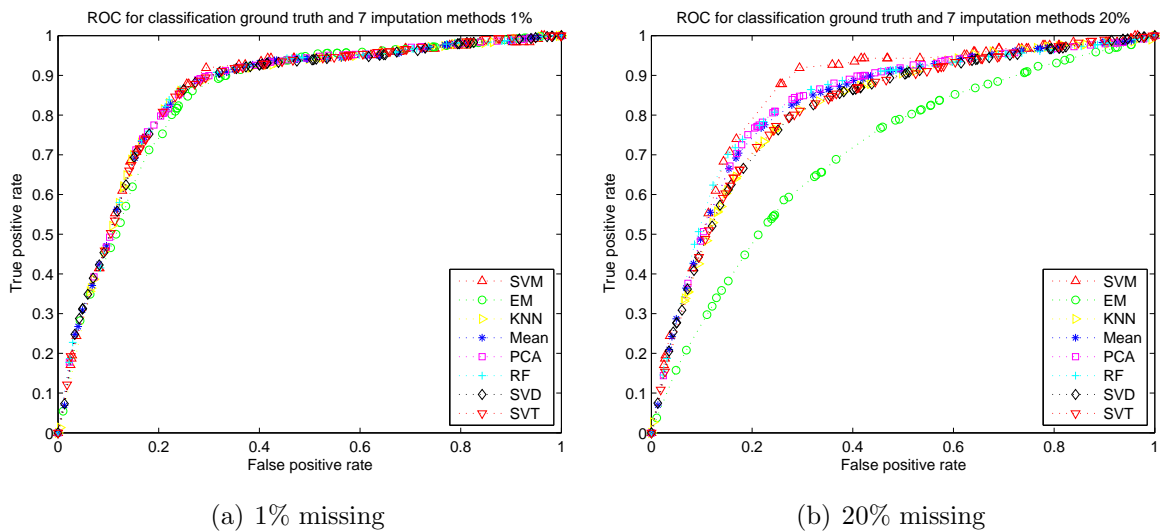 ROC for classification ground truth and 7 imputation methods 1%
1
0.9
0.8
0.7
0.6
0.5
0.4
0.3
0.2
0.1
0
True positive rate
0 0.2 0.4 0.6 0.8 1
False positive rate
SVM
EM
KNN
Mean
PCA
RF
SVD
SVT
(a) 1% missing
ROC for classification ground truth and 7 imputation methods 20%
1
0.9
0.8
0.7
0.6
0.5
0.4
0.3
0.2
0.1
0
True positive rate
0 0.2 0.4 0.6 0.8 1
False positive rate
SVM
EM
KNN
Mean
PCA
RF
SVD
SVT
(b) 20% missing